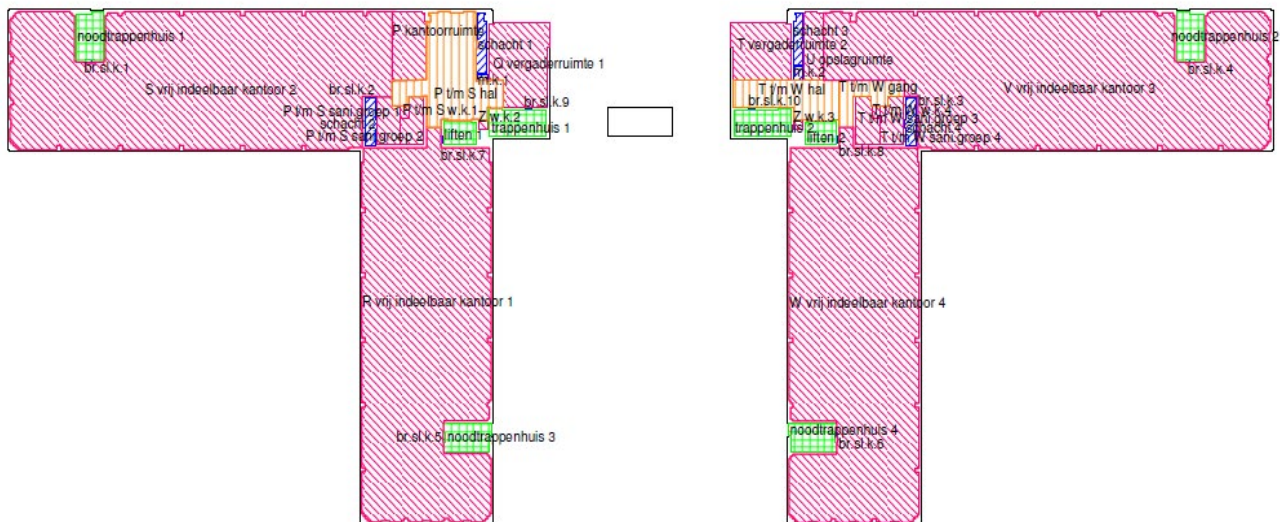 P kantoorruimte
noodtrappenhuis 1
schacht 1
Q vergaderruimte 1
br.sl.k.1
m.k.1
S vrij indeelbaar kantoor 2
br.sl.k.2
P t/m S hal
br.sl.k.9
P t/m S sani.groep 1
P t/m S w.k.1
Z w.k.2
schacht 2
trappenhuis 1
P t/m S sani.groep 2
liften
br.sl.k.7
R vrij indeelbaar kantoor 1
br.sl.k.5
noodtrappenhuis 3
schacht 3
noodtrappenhuis 2
T vergaderruimte 2
U opslagruimte
m.k.2
br.sl.k.4
T t/m W hal
T t/m W gang
V vrij indeelbaar kantoor 3
br.sl.k.10
br.sl.k.3
T t/m W w.k.4
Z w.k.3
T t/m W sani.groep 3
trappenhuis 2
schacht 4
liften 2
T t/m W sani.groep 4
br.sl.k.8
W vrij indeelbaar kantoor 4
noodtrappenhuis 4
br.sl.k.6